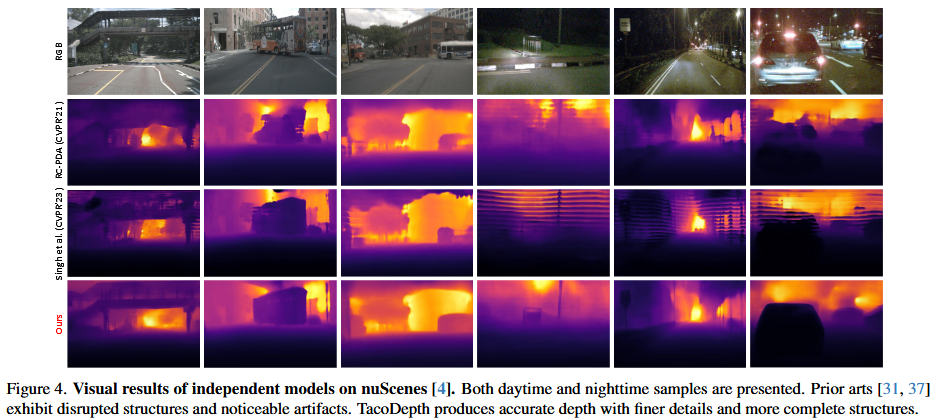 RGB
RC-PDA (CVPR'21)
Singh et al. (CVPR'23)
Ours
Figure 4. Visual results of independent models on nuScenes [4]. Both daytime and nighttime samples are presented. Prior arts [31, 37]
exhibit disrupted structures and noticeable artifacts. TacoDepth produces accurate depth with finer details and more complete structures.